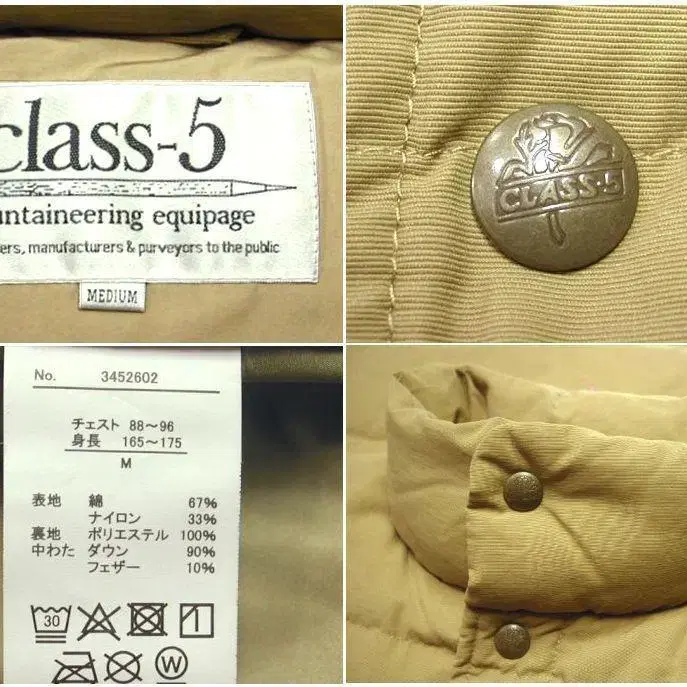 class-5
untaineering equipage
ers, manufacturers & purveyors to the public
MEDIUM
CLASS·5
No. 3452602
チェスト 88～96
身長 165～175
M
表地 綿 67%
ナイロン 33%
裏地 ポリエステル 100%
中わた ダウン 90%
フェザー 10%
30
W